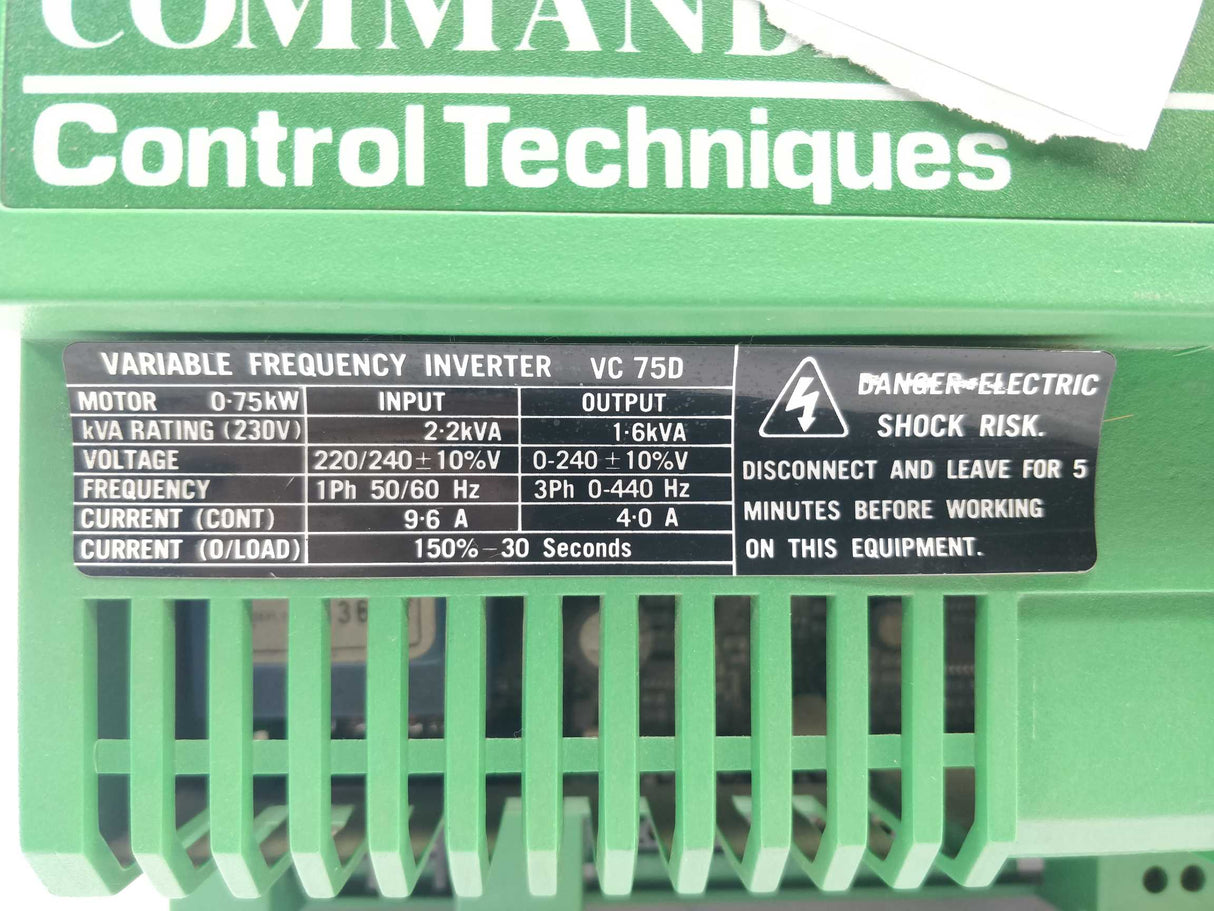 COMMAND
Control Techniques
VARIABLE FREQUENCY INVERTER VC 75D
MOTOR 0·75kW INPUT OUTPUT
kVA RATING (230V) 2·2kVA 1·6kVA
VOLTAGE 220/240 ± 10%V 0-240 ± 10%V
FREQUENCY 1Ph 50/60 Hz 3Ph 0-440 Hz
CURRENT (CONT) 9·6 A 4·0 A
CURRENT (O/LOAD) 150% – 30 Seconds
DANGER-ELECTRIC
SHOCK RISK.
DISCONNECT AND LEAVE FOR 5
MINUTES BEFORE WORKING
ON THIS EQUIPMENT.